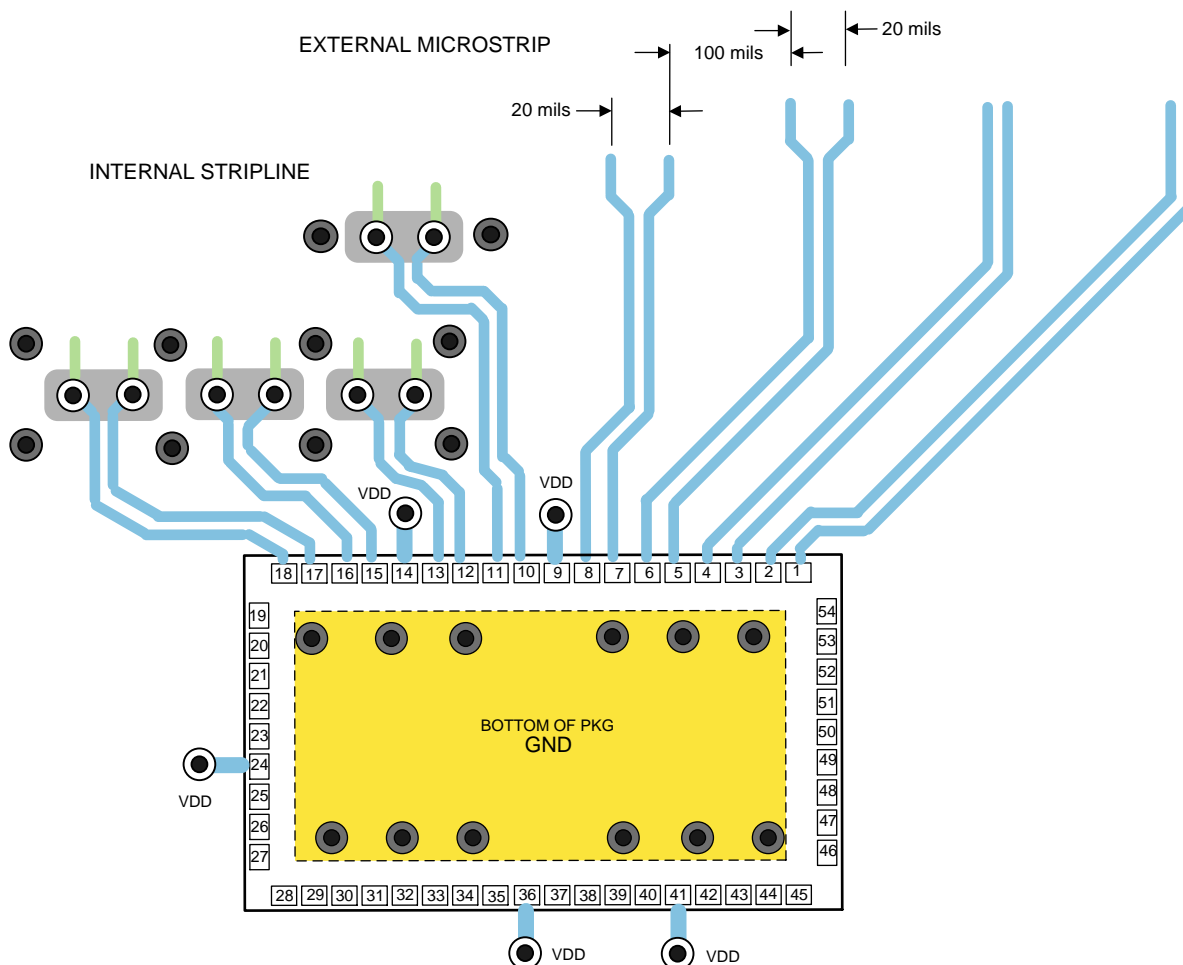 EXTERNAL MICROSTRIP
20 mils
100 mils
20 mils
INTERNAL STRIPLINE
VDD
VDD
18 17 16 15 14 13 12 11 10 9 8 7 6 5 4 3 2 1
19
20
21
22
23
24
25
26
27
VDD
54
53
52
51
50
49
48
47
46
BOTTOM OF PKG
GND
28 29 30 31 32 33 34 35 36 37 38 39 40 41 42 43 44 45
VDD
VDD